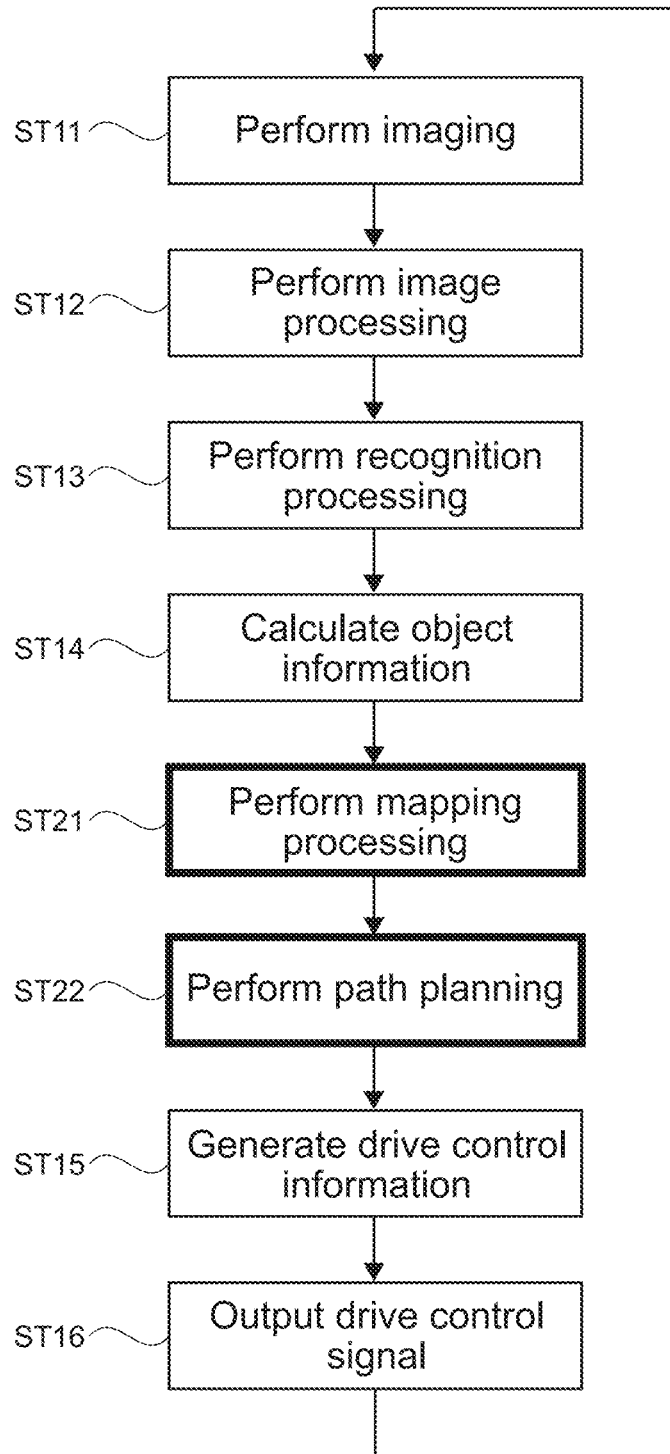 ST11
Perform imaging
ST12
Perform image
processing
ST13
Perform recognition
processing
ST14
Calculate object
information
ST21
Perform mapping
processing
ST22
Perform path planning
ST15
Generate drive control
information
ST16
Output drive control
signal